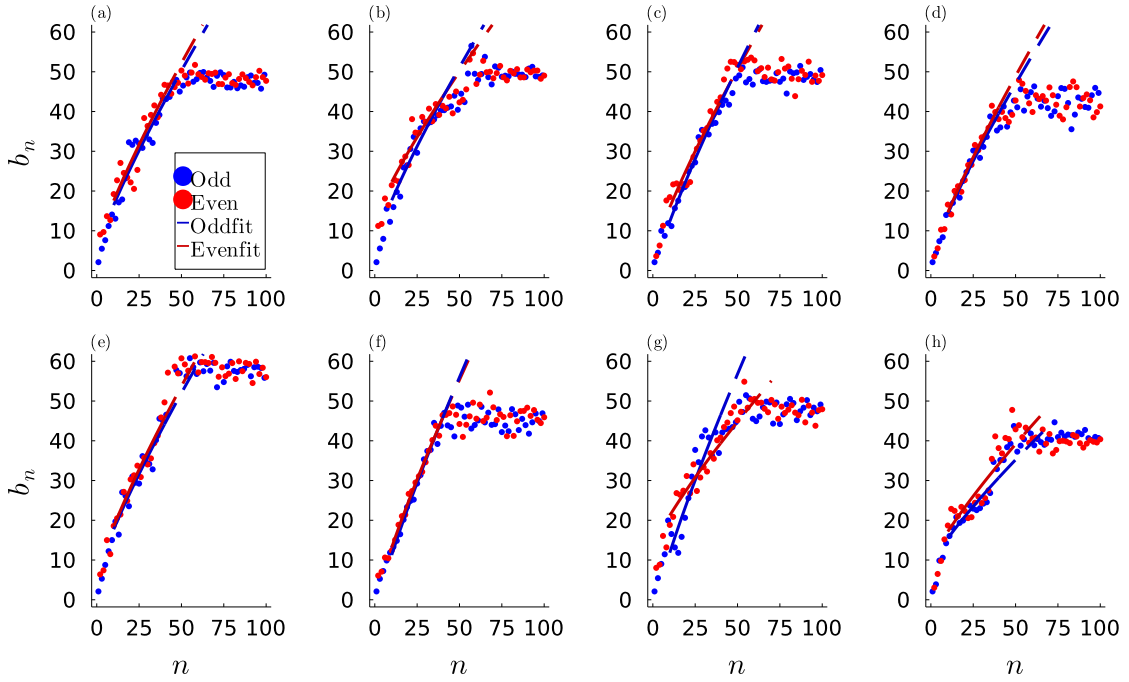 (a) (b) (c) (d)
60 60 60 60
50 50 50 50
40 40 40 40
b_n 30 30 30 30
20 20 20 20
10 10 10 10
0 0 0 0
Odd
Even
Oddfit
Evenfit
0 25 50 75 100 0 25 50 75 100 0 25 50 75 100 0 25 50 75 100
(e) (f) (g) (h)
60 60 60 60
50 50 50 50
40 40 40 40
b_n 30 30 30 30
20 20 20 20
10 10 10 10
0 0 0 0
0 25 50 75 100 0 25 50 75 100 0 25 50 75 100 0 25 50 75 100
n n n n